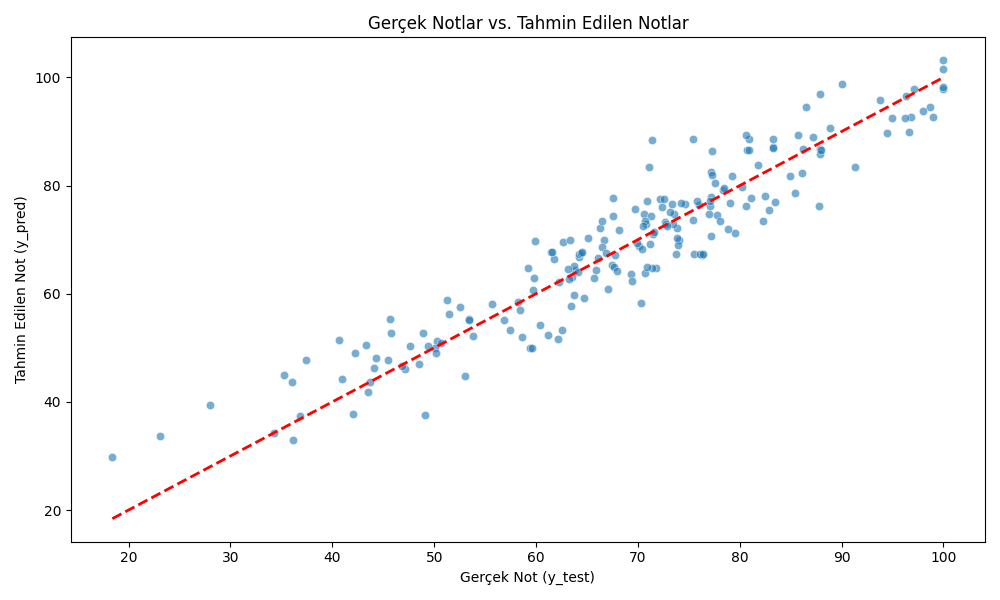 Gerçek Notlar vs. Tahmin Edilen Notlar
Tahmin Edilen Not (y_pred)
100
80
60
40
20
20 30 40 50 60 70 80 90 100
Gerçek Not (y_test)